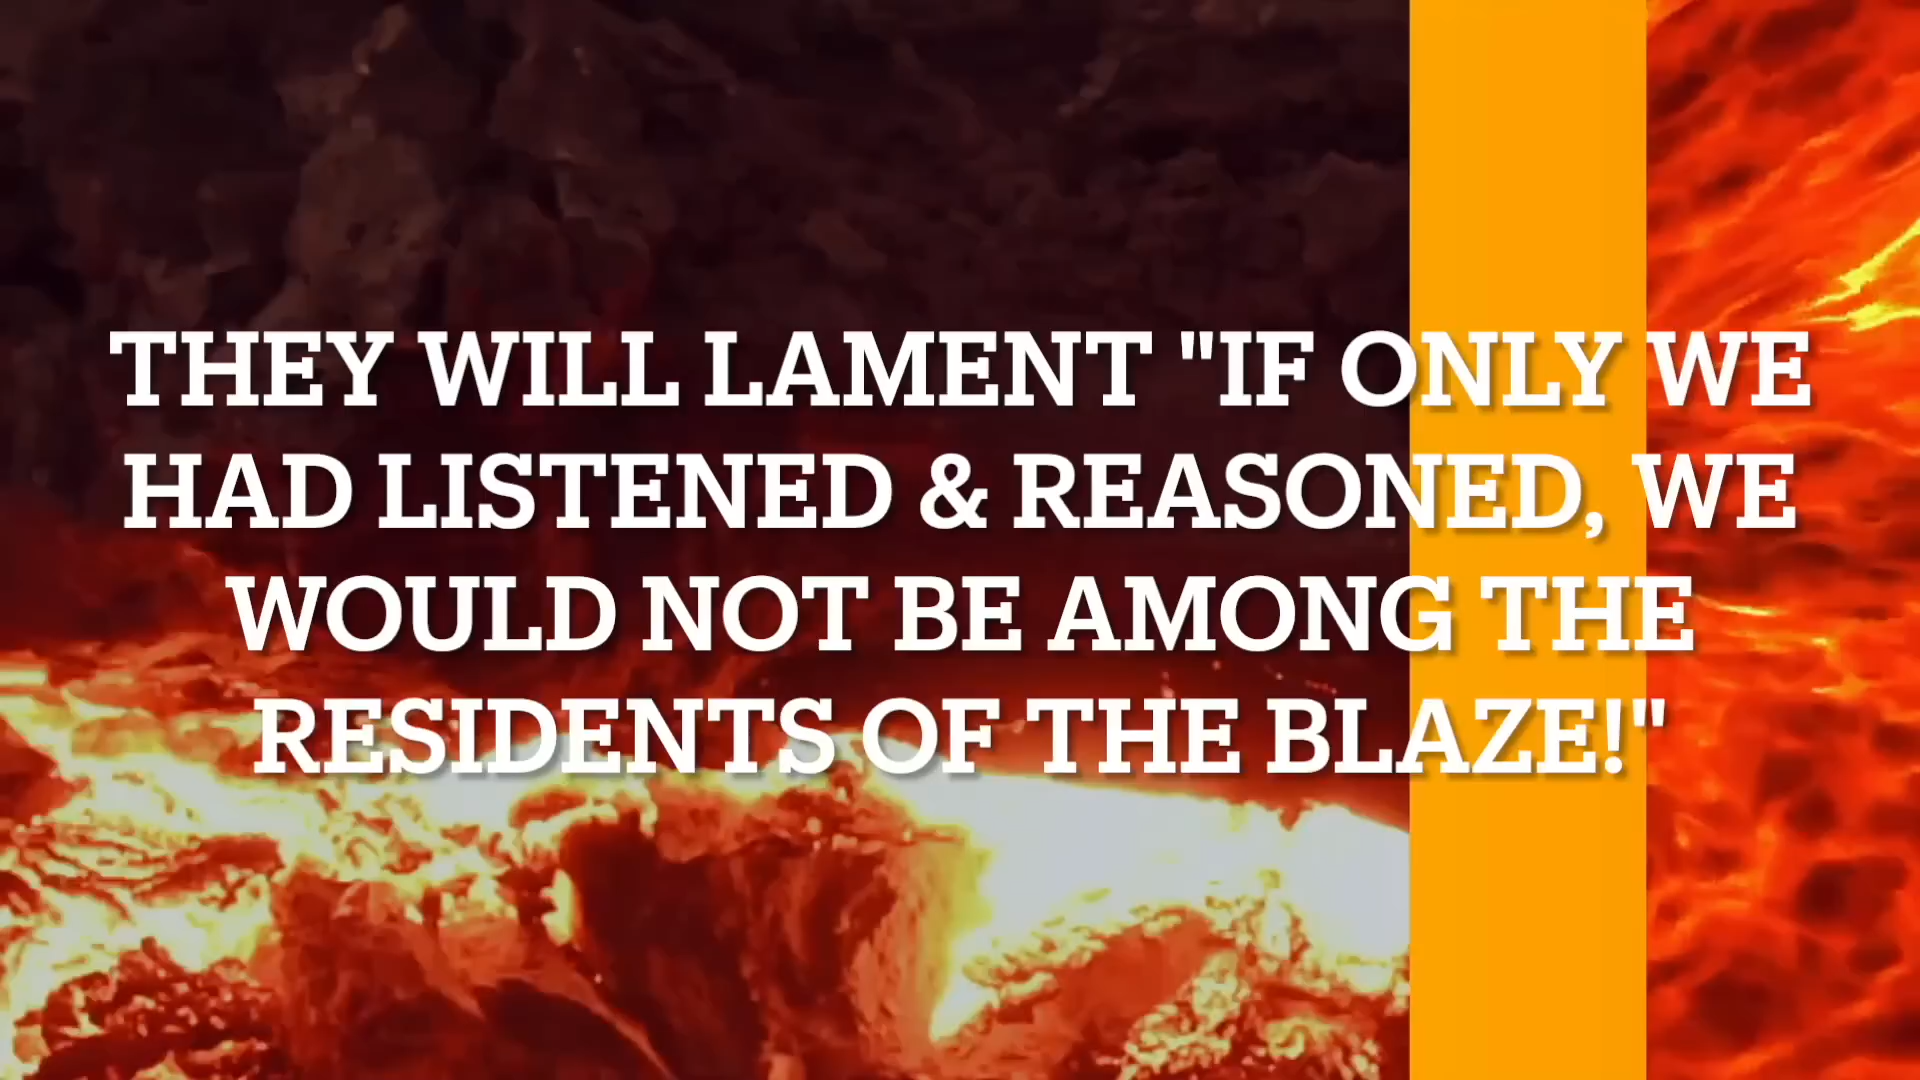 THEY WILL LAMENT "IF ONLY WE
HAD LISTENED & REASONED, WE
WOULD NOT BE AMONG THE
RESIDENTS OF THE BLAZE!"